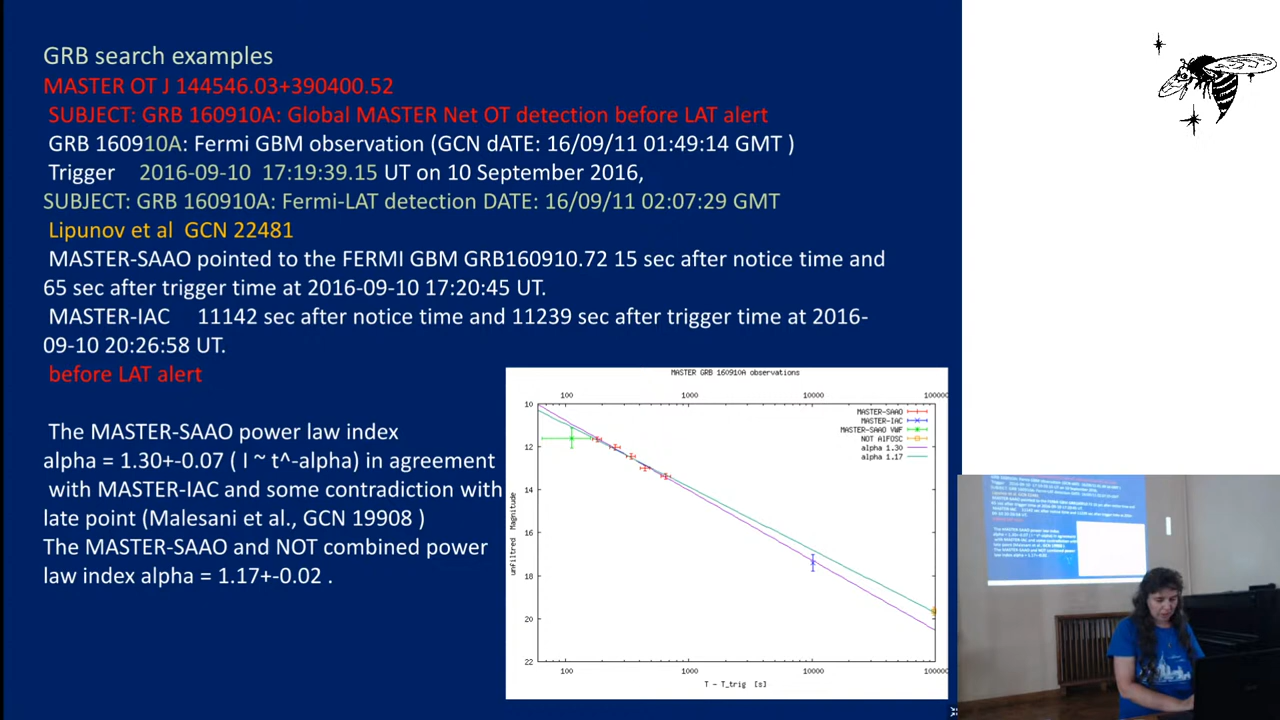 GRB search examples
MASTER OT J 144546.03+390400.52
SUBJECT: GRB 160910A: Global MASTER Net OT detection before LAT alert
GRB 160910A: Fermi GBM observation (GCN dATE: 16/09/11 01:49:14 GMT )
Trigger 2016-09-10 17:19:39.15 UT on 10 September 2016,
SUBJECT: GRB 160910A: Fermi-LAT detection DATE: 16/09/11 02:07:29 GMT
Lipunov et al GCN 22481
MASTER-SAAO pointed to the FERMI GBM GRB160910.72 15 sec after notice time and
65 sec after trigger time at 2016-09-10 17:20:45 UT.
MASTER-IAC 11142 sec after notice time and 11239 sec after trigger time at 2016-
09-10 20:26:58 UT.
before LAT alert
The MASTER-SAAO power law index
alpha = 1.30+-0.07 ( I ~ t^-alpha) in agreement
with MASTER-IAC and some contradiction with
late point (Malesani et al., GCN 19908 )
The MASTER-SAAO and NOT combined power
law index alpha = 1.17+-0.02 .
MASTER GRB 160910A observations
100 1000 10000 100000
10
12
14
16
18
20
22
MASTER-SAAO
MASTER-IAC
MASTER-SAAO VWF
NOT AlFOSC
alpha 1.30
alpha 1.17
unfiltred Magnitude
100 1000 10000 100000
T - T_trig [s]